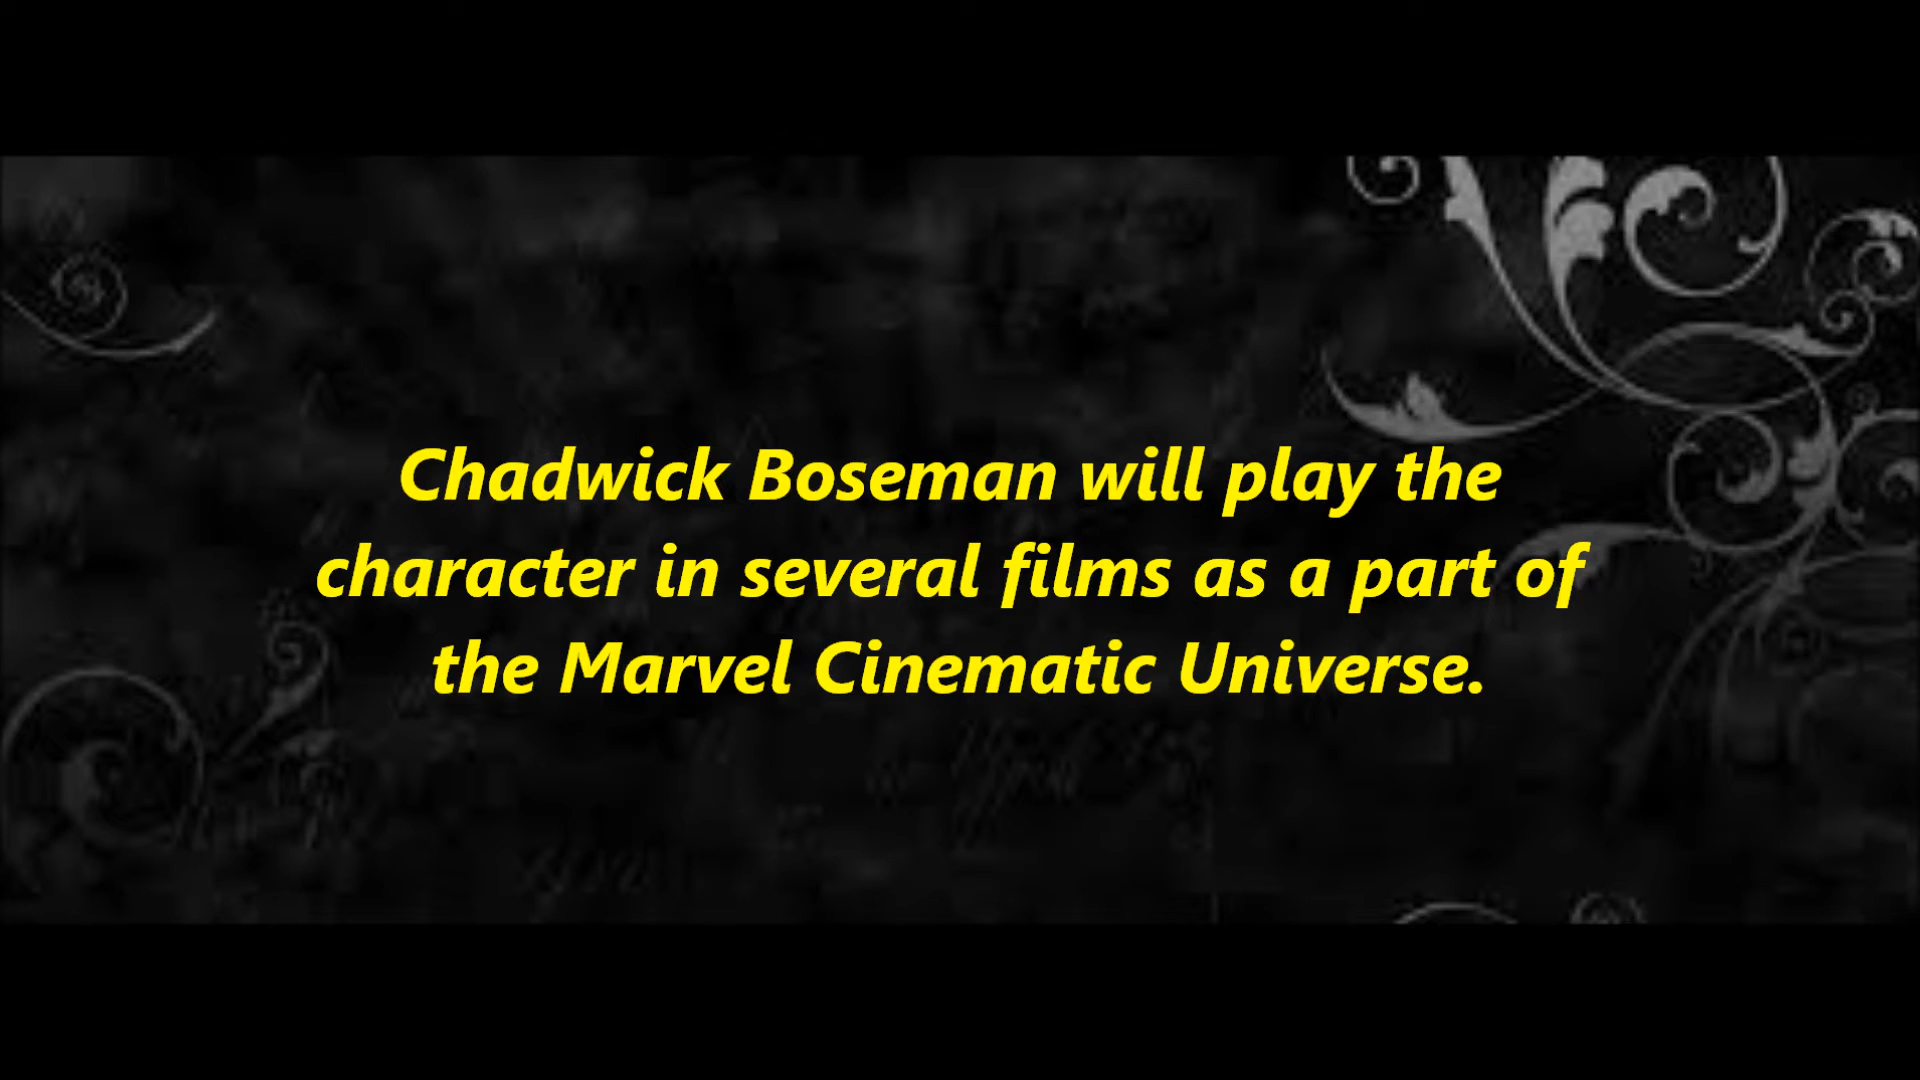 Chadwick Boseman will play the
character in several films as a part of
the Marvel Cinematic Universe.